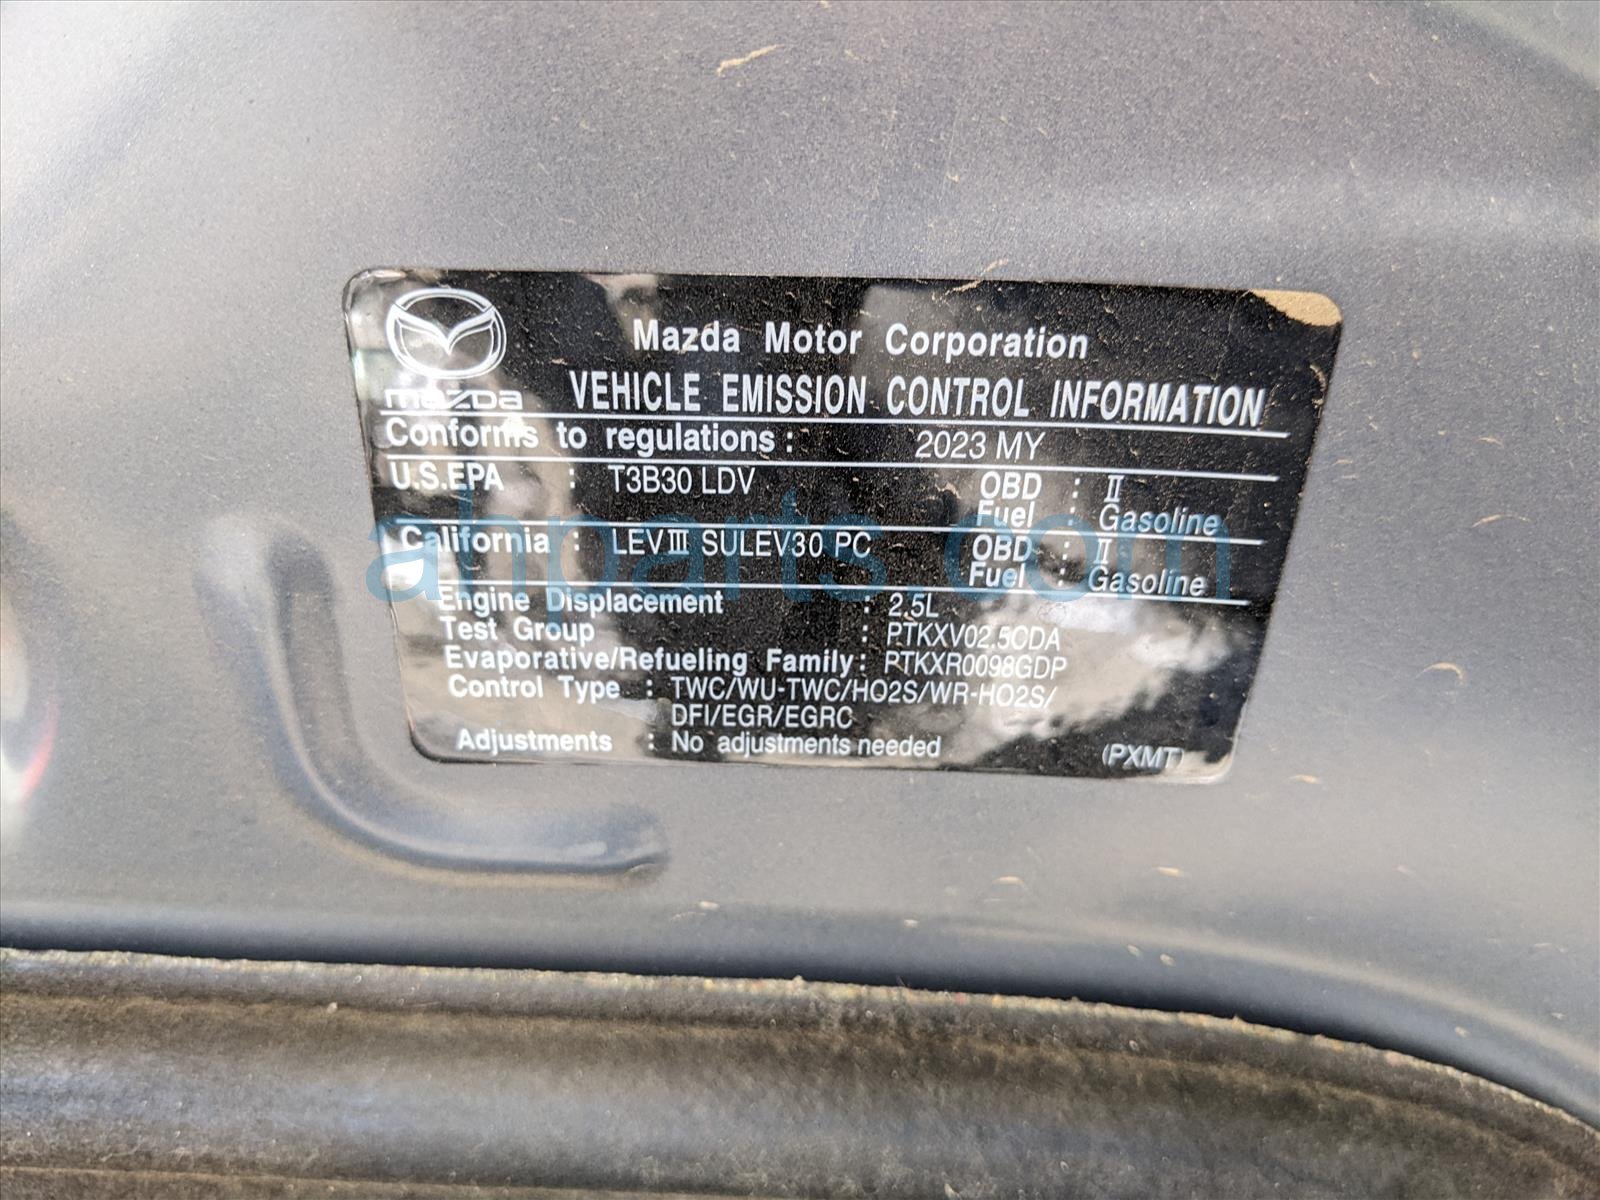 Mazda Motor Corporation
mazda VEHICLE EMISSION CONTROL INFORMATION
Conforms to regulations : 2023 MY
U.S.EPA : T3B30 LDV OBD : II
Fuel : Gasoline
California : LEVIII SULEV30 PC OBD : II
Fuel : Gasoline
Engine Displacement : 2.5L
Test Group : PTKXV02.5CDA
Evaporative/Refueling Family: PTKXR0098GDP
Control Type : TWC/WU-TWC/HO2S/WR-HO2S/
DFI/EGR/EGRC
Adjustments : No adjustments needed (PXMT)
ahparts.com